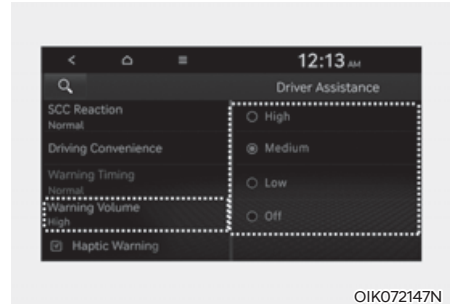 12:13 AM
Driver Assistance
SCC Reaction
Normal
Driving Convenience
Warning Timing
Normal
Warning Volume
High
Haptic Warning
High
Medium
Low
Off
OIK072147N